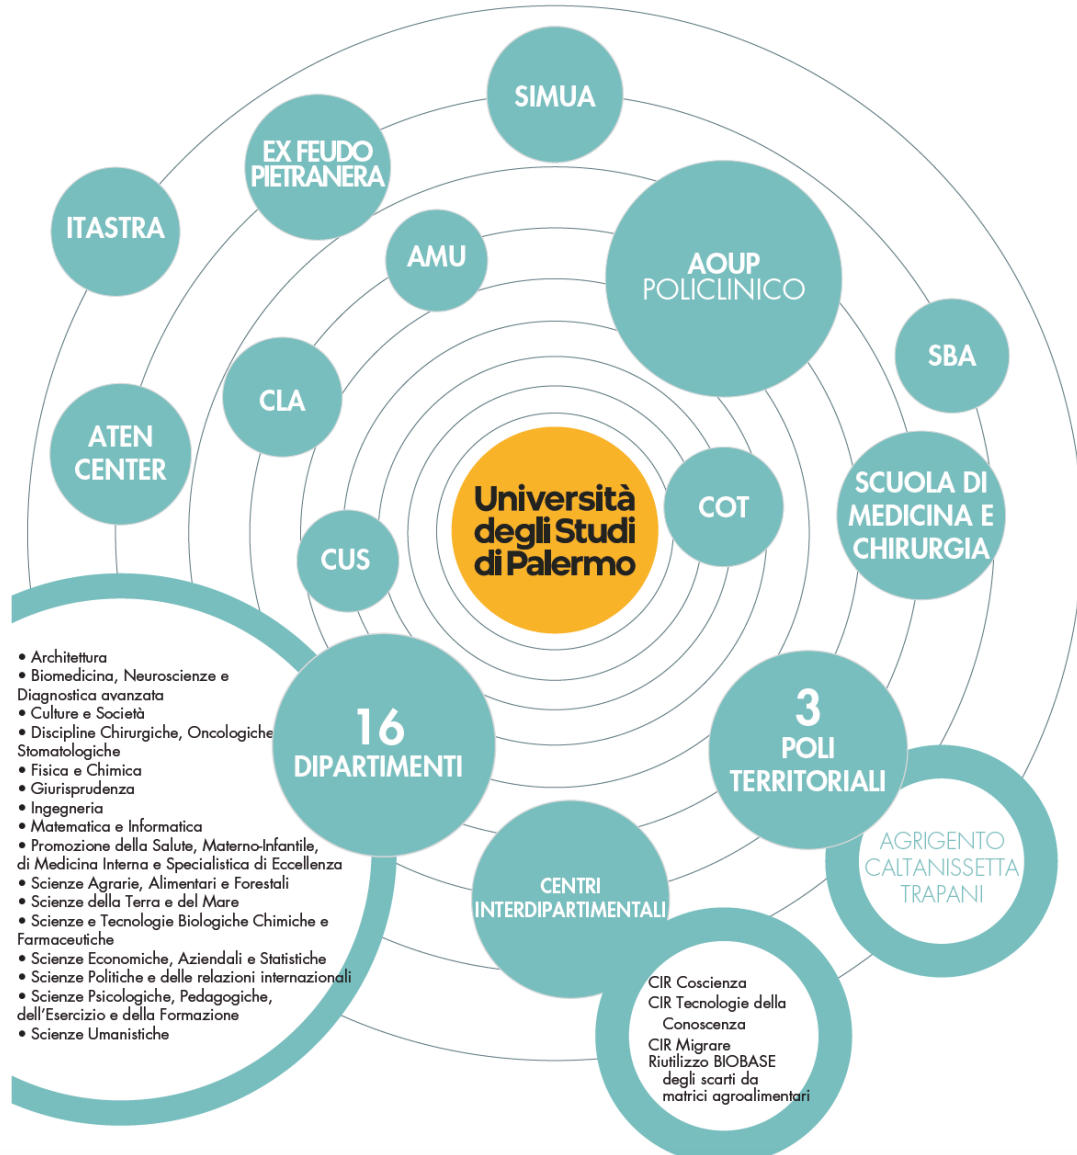 SIMUA
EX FEUDO
PIETRANERA
ITASTRA
AMU
AOUP
POLICLINICO
SBA
CLA
ATEN
CENTER
SCUOLA DI
MEDICINA E
CHIRURGIA
Università
degli Studi
di Palermo
COT
CUS
16
DIPARTIMENTI
• Architettura
• Biomedicina, Neuroscienze e
Diagnostica avanzata
• Culture e Società
• Discipline Chirurgiche, Oncologiche
Stomatologiche
• Fisica e Chimica
• Giurisprudenza
• Ingegneria
• Matematica e Informatica
• Promozione della Salute, Materno-Infantile,
di Medicina Interna e Specialistica di Eccellenza
• Scienze Agrarie, Alimentari e Forestali
• Scienze della Terra e del Mare
• Scienze e Tecnologie Biologiche Chimiche e
Farmaceutiche
• Scienze Economiche, Aziendali e Statistiche
• Scienze Politiche e delle relazioni internazionali
• Scienze Psicologiche, Pedagogiche,
dell'Esercizio e della Formazione
• Scienze Umanistiche
3
POLI
TERRITORIALI
AGRIGENTO
CALTANISSETTA
TRAPANI
CENTRI
INTERDIPARTIMENTALI
CIR Coscienza
CIR Tecnologie della
Conoscenza
CIR Migrare
Riutilizzo BIOBASE
degli scarti da
matrici agroalimentari